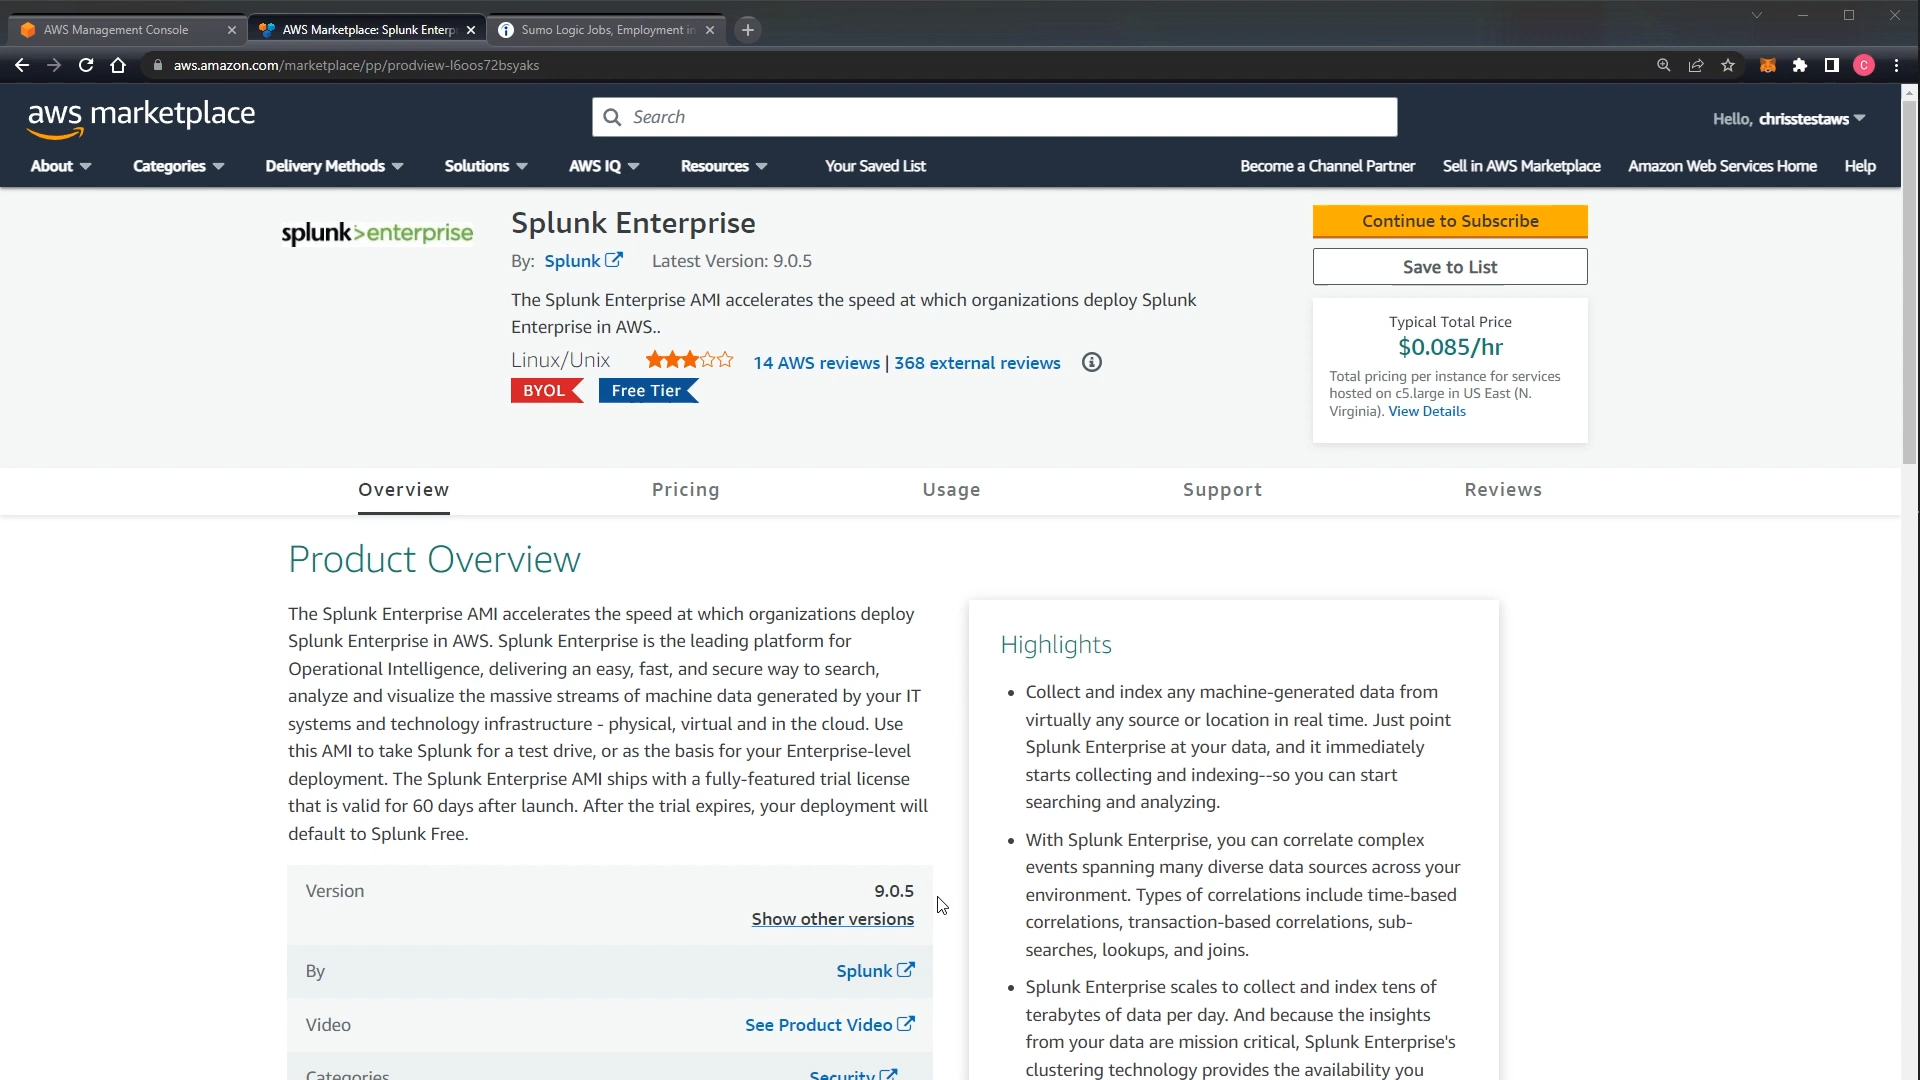 AWS Management Console
AWS Marketplace: Splunk Enterp
Sumo Logic Jobs, Employment in
aws.amazon.com/marketplace/pp/prodview-l6oos72bsyaks
C
aws marketplace
Search
Hello, chrisstestaws
About
Categories
Delivery Methods
Solutions
AWS IQ
Resources
Your Saved List
Become a Channel Partner
Sell in AWS Marketplace
Amazon Web Services Home
Help
splunk>enterprise
Splunk Enterprise
By: Splunk Latest Version: 9.0.5
The Splunk Enterprise AMI accelerates the speed at which organizations deploy Splunk
Enterprise in AWS..
Linux/Unix
14 AWS reviews | 368 external reviews
BYOL
Free Tier
Continue to Subscribe
Save to List
Typical Total Price
$0.085/hr
Total pricing per instance for services
hosted on c5.large in US East (N.
Virginia). View Details
Overview
Pricing
Usage
Support
Reviews
Product Overview
The Splunk Enterprise AMI accelerates the speed at which organizations deploy
Splunk Enterprise in AWS. Splunk Enterprise is the leading platform for
Operational Intelligence, delivering an easy, fast, and secure way to search,
analyze and visualize the massive streams of machine data generated by your IT
systems and technology infrastructure - physical, virtual and in the cloud. Use
this AMI to take Splunk for a test drive, or as the basis for your Enterprise-level
deployment. The Splunk Enterprise AMI ships with a fully-featured trial license
that is valid for 60 days after launch. After the trial expires, your deployment will
default to Splunk Free.
Version
9.0.5
Show other versions
By
Splunk
Video
See Product Video
Categories
Security
Highlights
• Collect and index any machine-generated data from
virtually any source or location in real time. Just point
Splunk Enterprise at your data, and it immediately
starts collecting and indexing--so you can start
searching and analyzing.
• With Splunk Enterprise, you can correlate complex
events spanning many diverse data sources across your
environment. Types of correlations include time-based
correlations, transaction-based correlations, sub-
searches, lookups, and joins.
• Splunk Enterprise scales to collect and index tens of
terabytes of data per day. And because the insights
from your data are mission critical, Splunk Enterprise's
clustering technology provides the availability you